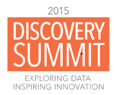 2015
DISCOVERY
SUMMIT
EXPLORING DATA
INSPIRING INNOVATION